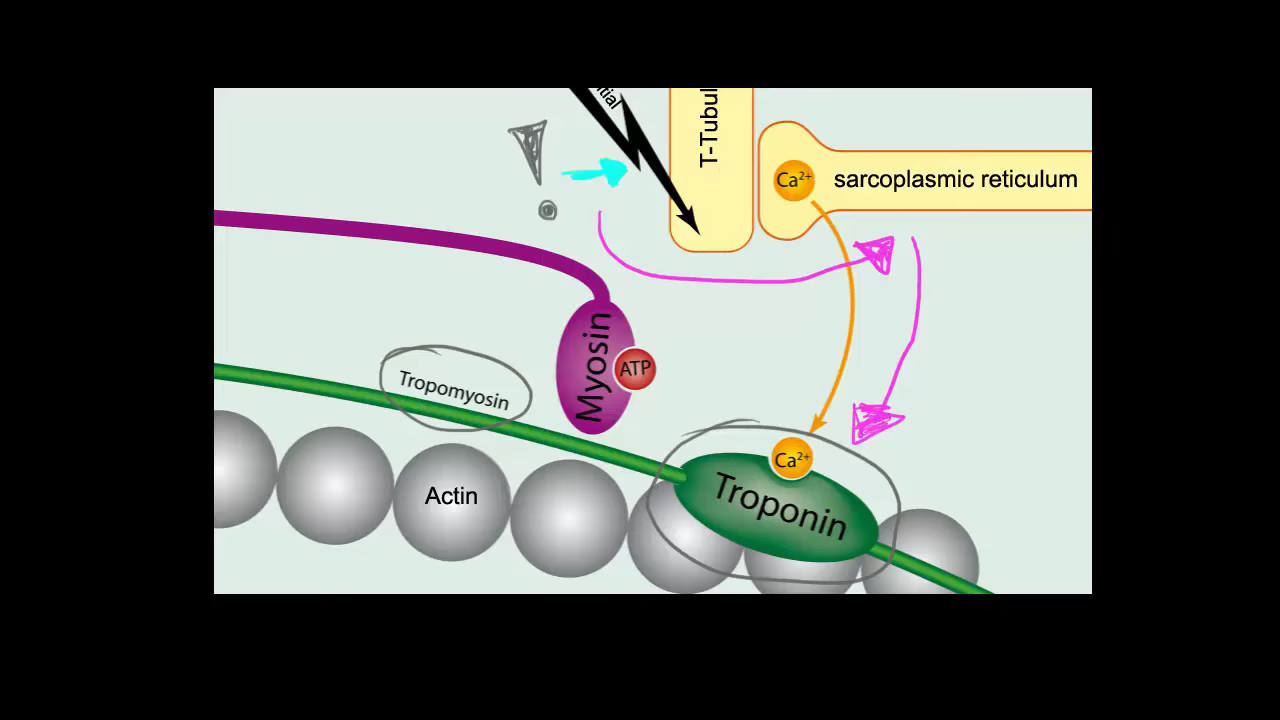 T-Tubul
Ca²⁺
sarcoplasmic reticulum
Myosin
ATP
Tropomyosin
Ca²⁺
Troponin
Actin